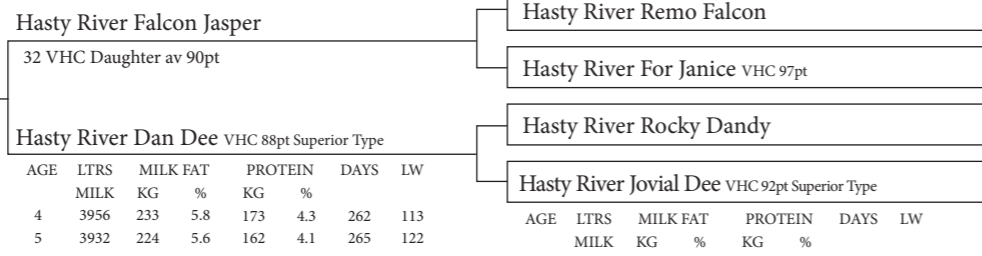 Hasty River Falcon Jasper
32 VHC Daughter av 90pt
Hasty River Dan Dee VHC 88pt Superior Type
AGE LTRS MILK FAT PROTEIN DAYS LW
MILK KG % KG %
4 3956 233 5.8 173 4.3 262 113
5 3932 224 5.6 162 4.1 265 122
Hasty River Remo Falcon
Hasty River For Janice VHC 97pt
Hasty River Rocky Dandy
Hasty River Jovial Dee VHC 92pt Superior Type
AGE LTRS MILK FAT PROTEIN DAYS LW
MILK KG % KG %